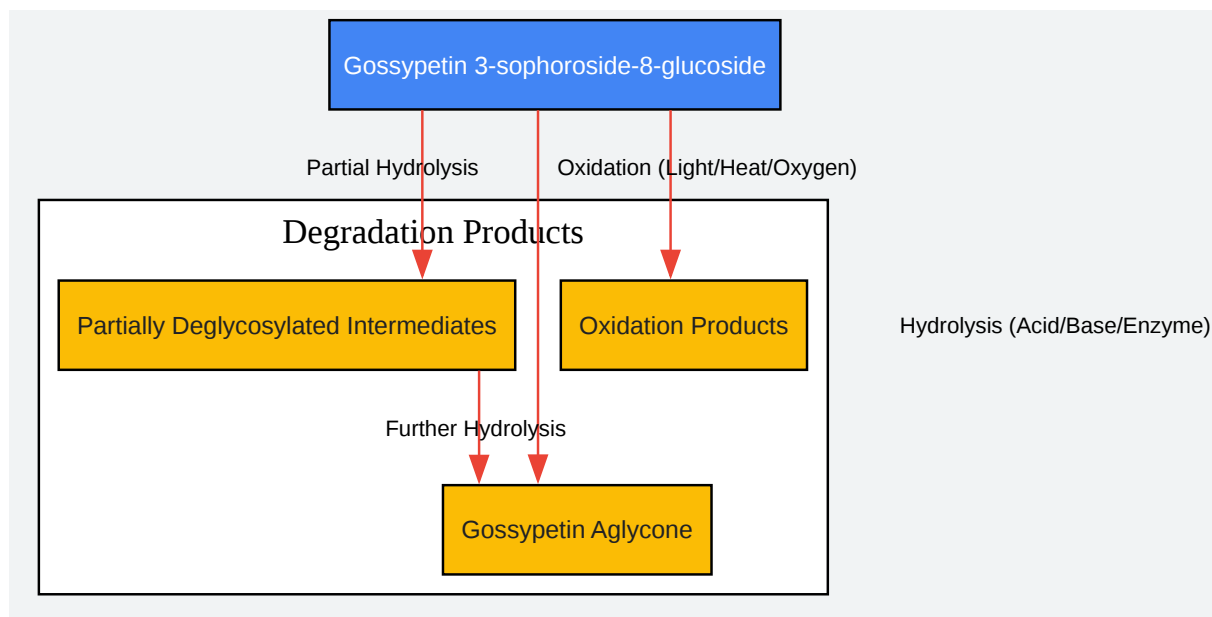 Gossypetin 3-sophoroside-8-glucoside
Partial Hydrolysis
Oxidation (Light/Heat/Oxygen)
Degradation Products
Partially Deglycosylated Intermediates
Oxidation Products
Hydrolysis (Acid/Base/Enzyme)
Further Hydrolysis
Gossypetin Aglycone